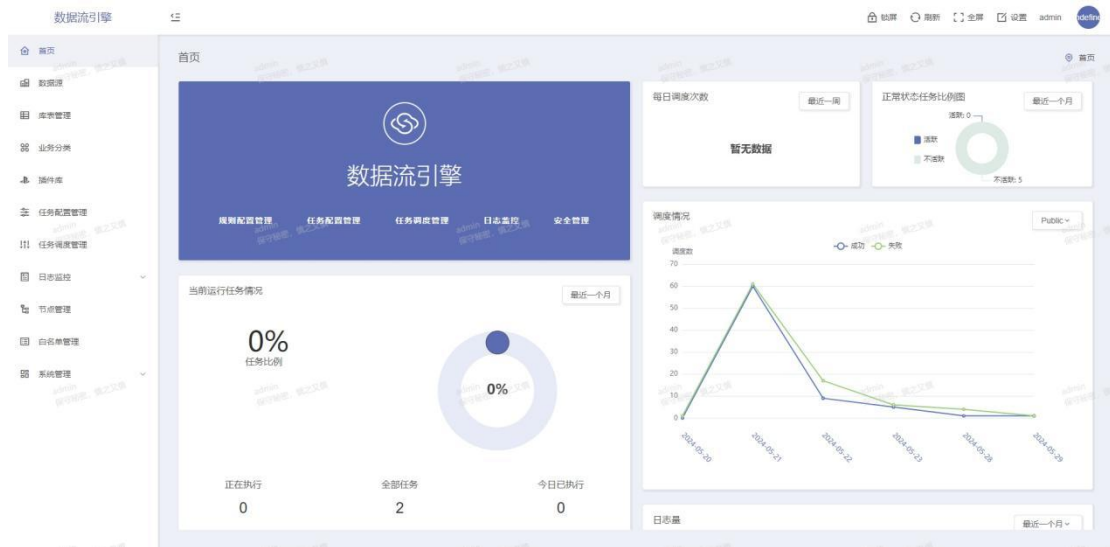 数据流引擎
锁屏 刷新 全屏 设置 admin
首页
数据源
库表管理
业务分类
插件库
任务配置管理
任务调度管理
日志监控
节点管理
白名单管理
系统管理
首页
首页
数据流引擎
规则配置管理 任务配置管理 任务调度管理 日志监控 安全管理
每日调度次数 最近一周
暂无数据
正常状态任务比例图 最近一个月
活跃: 0
活跃
不活跃
不活跃: 5
当前运行任务情况 最近一个月
0%
任务比例
0%
正在执行 全部任务 今日已执行
0 2 0
调度情况 Public
成功 失败
调度数
70
60
50
40
30
20
10
0
2024-05-20 2024-05-21 2024-05-22 2024-05-23 2024-05-28 2024-05-29
日志量 最近一个月
admin
保守秘密，慎之又慎